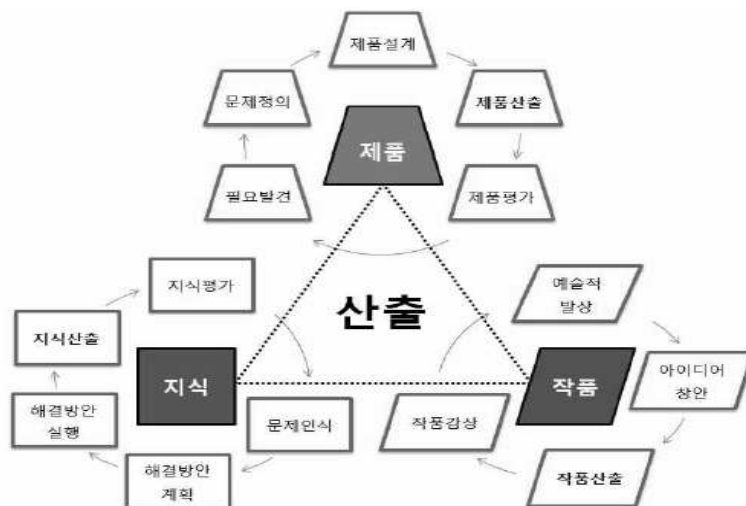 제품설계
문제정의
제품산출
제품
필요발견
제품평가
지식평가
예술적
발상
산출
지식산출
지식
작품
아이디어
창안
해결방안
실행
문제인식
작품감상
해결방안
계획
작품산출